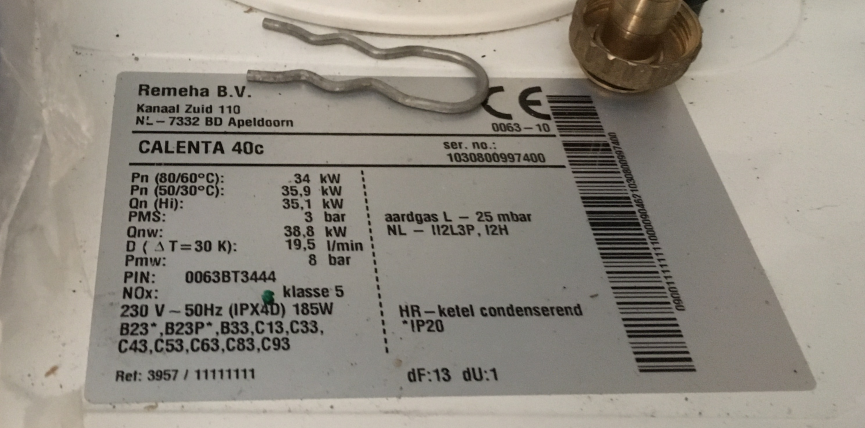 Remeha B.V.
Kanaal Zuid 110
NL - 7332 BD Apeldoorn
CE
0063-10
CALENTA 40c
ser. no.:
1030800997400
Pn (80/60°C): 34 kW
Pn (50/30°C): 35,9 kW
Qn (Hi): 35,1 kW
PMS: 3 bar
Qnw: 38,8 kW
D (ΔT=30 K): 19,5 l/min
Pmw: 8 bar
PIN: 0063BT3444
NOx: klasse 5
230 V ~ 50Hz (IPX4D) 185W
B23*,B23P*,B33,C13,C33,
C43,C53,C63,C83,C93
aardgas L - 25 mbar
NL - II2L3P, I2H
HR-ketel condenserend
*IP20
Ref: 3957 / 11111111
dF:13 dU:1